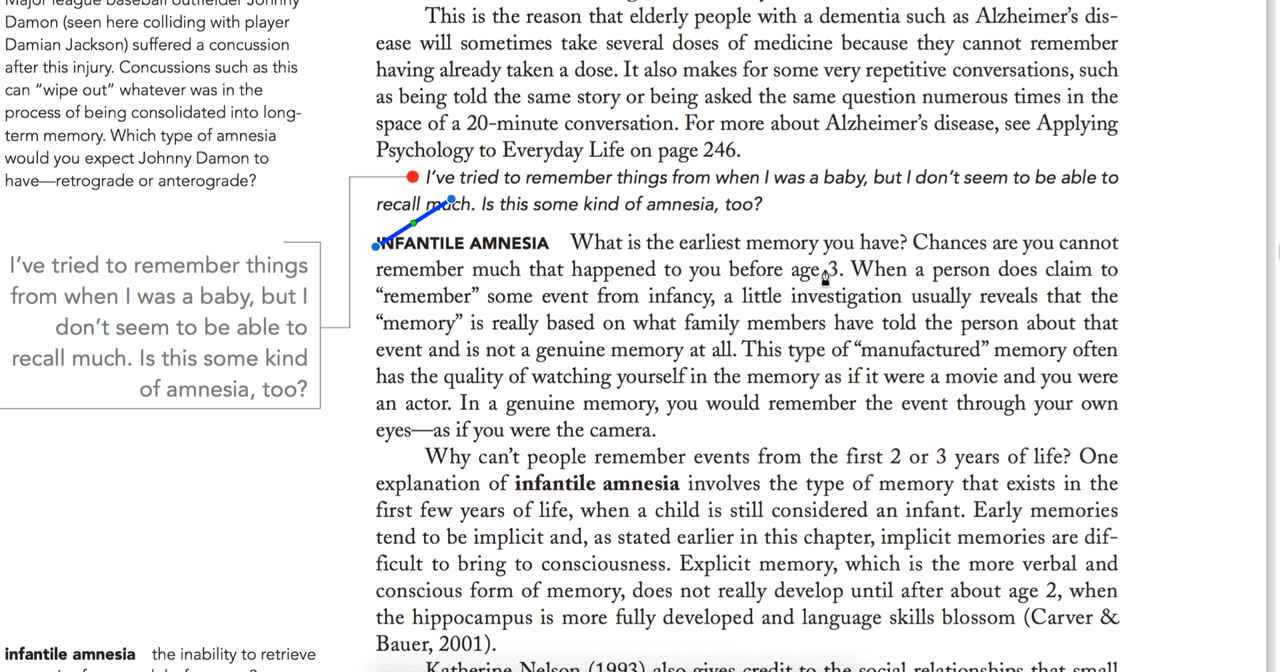 Major league baseball outfielder Johnny
Damon (seen here colliding with player
Damian Jackson) suffered a concussion
after this injury. Concussions such as this
can “wipe out” whatever was in the
process of being consolidated into long-
term memory. Which type of amnesia
would you expect Johnny Damon to
have—retrograde or anterograde?
I’ve tried to remember things
from when I was a baby, but I
don’t seem to be able to
recall much. Is this some kind
of amnesia, too?
infantile amnesia the inability to retrieve
This is the reason that elderly people with a dementia such as Alzheimer’s dis-
ease will sometimes take several doses of medicine because they cannot remember
having already taken a dose. It also makes for some very repetitive conversations, such
as being told the same story or being asked the same question numerous times in the
space of a 20-minute conversation. For more about Alzheimer’s disease, see Applying
Psychology to Everyday Life on page 246.
I’ve tried to remember things from when I was a baby, but I don’t seem to be able to
recall much. Is this some kind of amnesia, too?
INFANTILE AMNESIA What is the earliest memory you have? Chances are you cannot
remember much that happened to you before age 3. When a person does claim to
“remember” some event from infancy, a little investigation usually reveals that the
“memory” is really based on what family members have told the person about that
event and is not a genuine memory at all. This type of “manufactured” memory often
has the quality of watching yourself in the memory as if it were a movie and you were
an actor. In a genuine memory, you would remember the event through your own
eyes—as if you were the camera.
Why can’t people remember events from the first 2 or 3 years of life? One
explanation of infantile amnesia involves the type of memory that exists in the
first few years of life, when a child is still considered an infant. Early memories
tend to be implicit and, as stated earlier in this chapter, implicit memories are dif-
ficult to bring to consciousness. Explicit memory, which is the more verbal and
conscious form of memory, does not really develop until after about age 2, when
the hippocampus is more fully developed and language skills blossom (Carver &
Bauer, 2001).
Katherine Nelson (1993) also gives credit to the social relationships that small